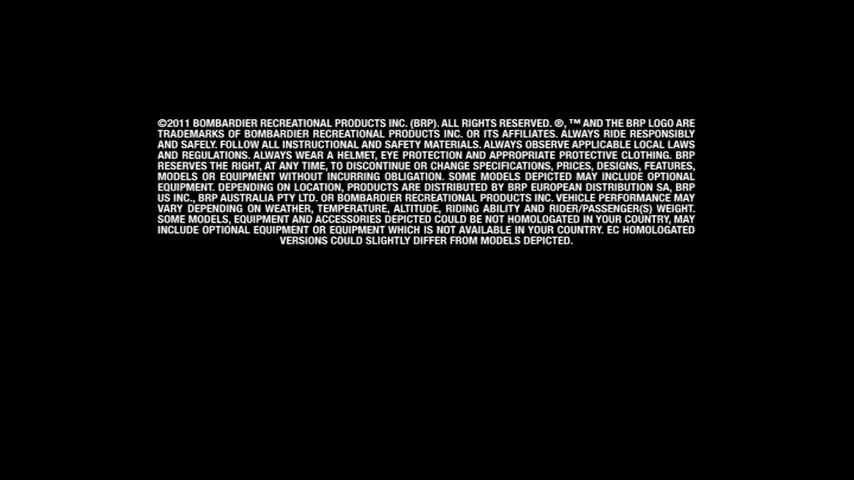 ©2011 BOMBARDIER RECREATIONAL PRODUCTS INC. (BRP). ALL RIGHTS RESERVED. ®, ™ AND THE BRP LOGO ARE
TRADEMARKS OF BOMBARDIER RECREATIONAL PRODUCTS INC. OR ITS AFFILIATES. ALWAYS RIDE RESPONSIBLY
AND SAFELY. FOLLOW ALL INSTRUCTIONAL AND SAFETY MATERIALS. ALWAYS OBSERVE APPLICABLE LOCAL LAWS
AND REGULATIONS. ALWAYS WEAR A HELMET, EYE PROTECTION AND APPROPRIATE PROTECTIVE CLOTHING. BRP
RESERVES THE RIGHT, AT ANY TIME, TO DISCONTINUE OR CHANGE SPECIFICATIONS, PRICES, DESIGNS, FEATURES,
MODELS OR EQUIPMENT WITHOUT INCURRING OBLIGATION. SOME MODELS DEPICTED MAY INCLUDE OPTIONAL
EQUIPMENT. DEPENDING ON LOCATION, PRODUCTS ARE DISTRIBUTED BY BRP EUROPEAN DISTRIBUTION SA, BRP
US INC., BRP AUSTRALIA PTY LTD. OR BOMBARDIER RECREATIONAL PRODUCTS INC. VEHICLE PERFORMANCE MAY
VARY DEPENDING ON WEATHER, TEMPERATURE, ALTITUDE, RIDING ABILITY AND RIDER/PASSENGER(S) WEIGHT.
SOME MODELS, EQUIPMENT AND ACCESSORIES DEPICTED COULD BE NOT HOMOLOGATED IN YOUR COUNTRY, MAY
INCLUDE OPTIONAL EQUIPMENT OR EQUIPMENT WHICH IS NOT AVAILABLE IN YOUR COUNTRY. EC HOMOLOGATED
VERSIONS COULD SLIGHTLY DIFFER FROM MODELS DEPICTED.